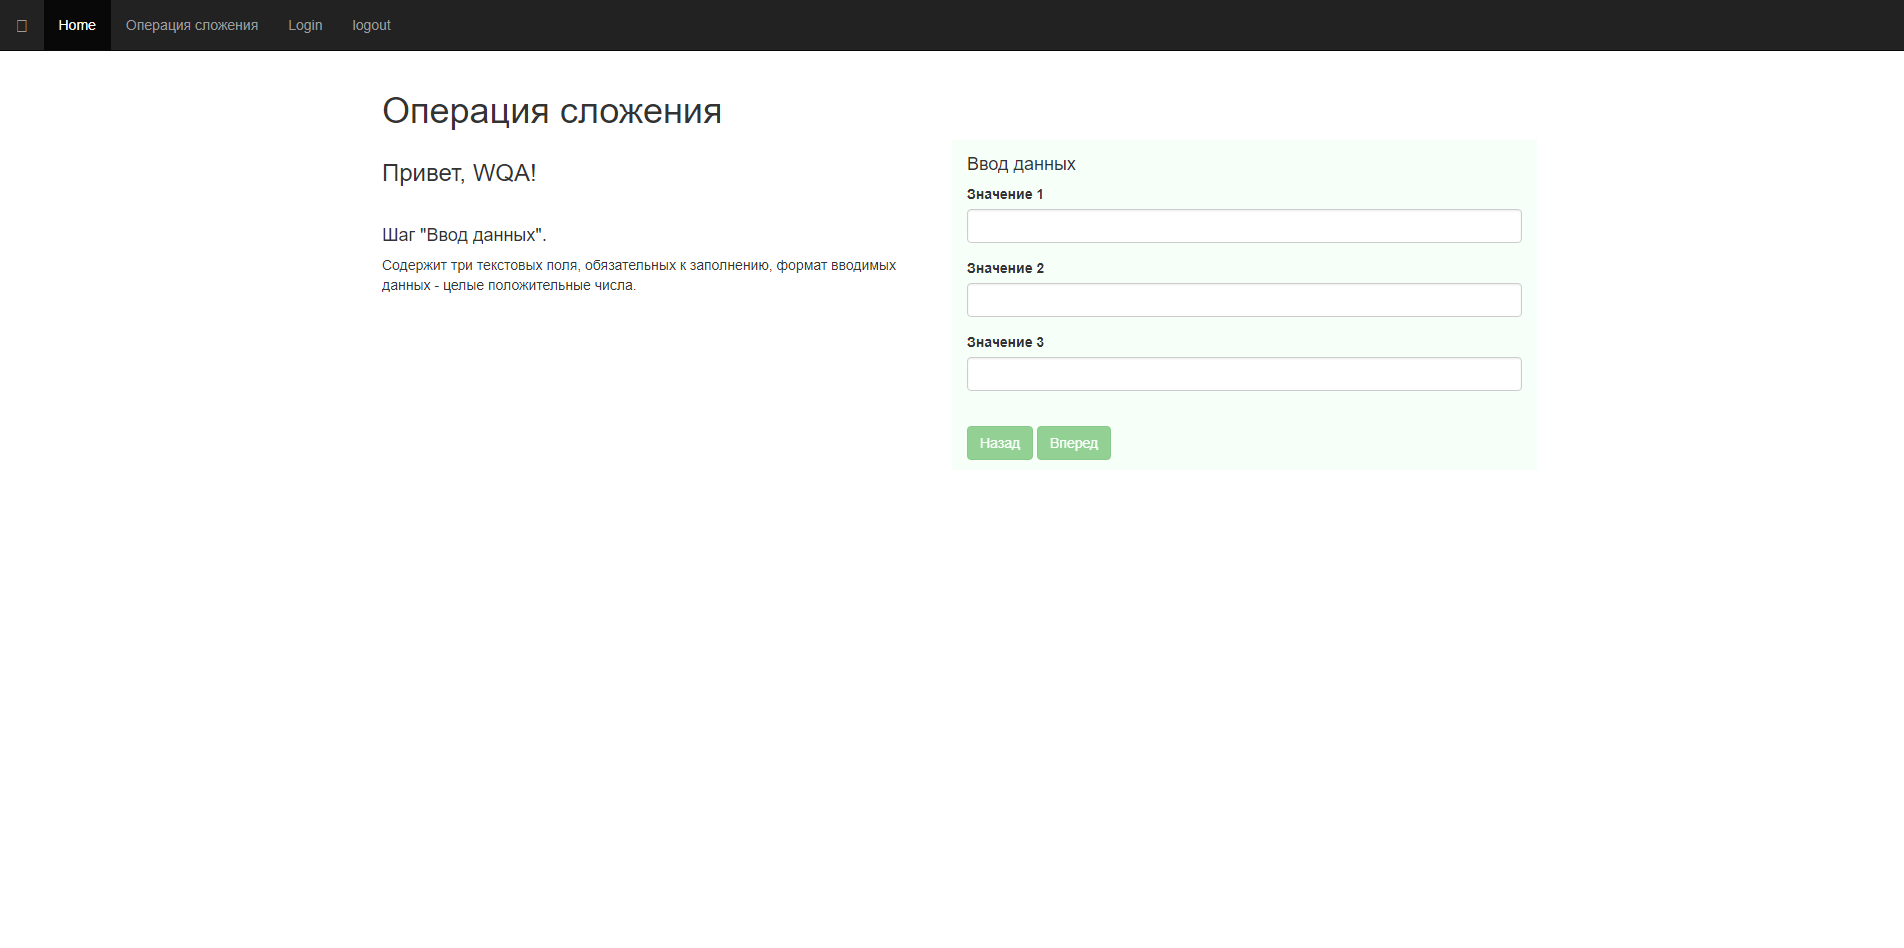 Home Операция сложения Login logout
Операция сложения
Привет, WQA!
Шаг "Ввод данных".
Содержит три текстовых поля, обязательных к заполнению, формат вводимых
данных - целые положительные числа.
Ввод данных
Значение 1
Значение 2
Значение 3
Назад Вперед